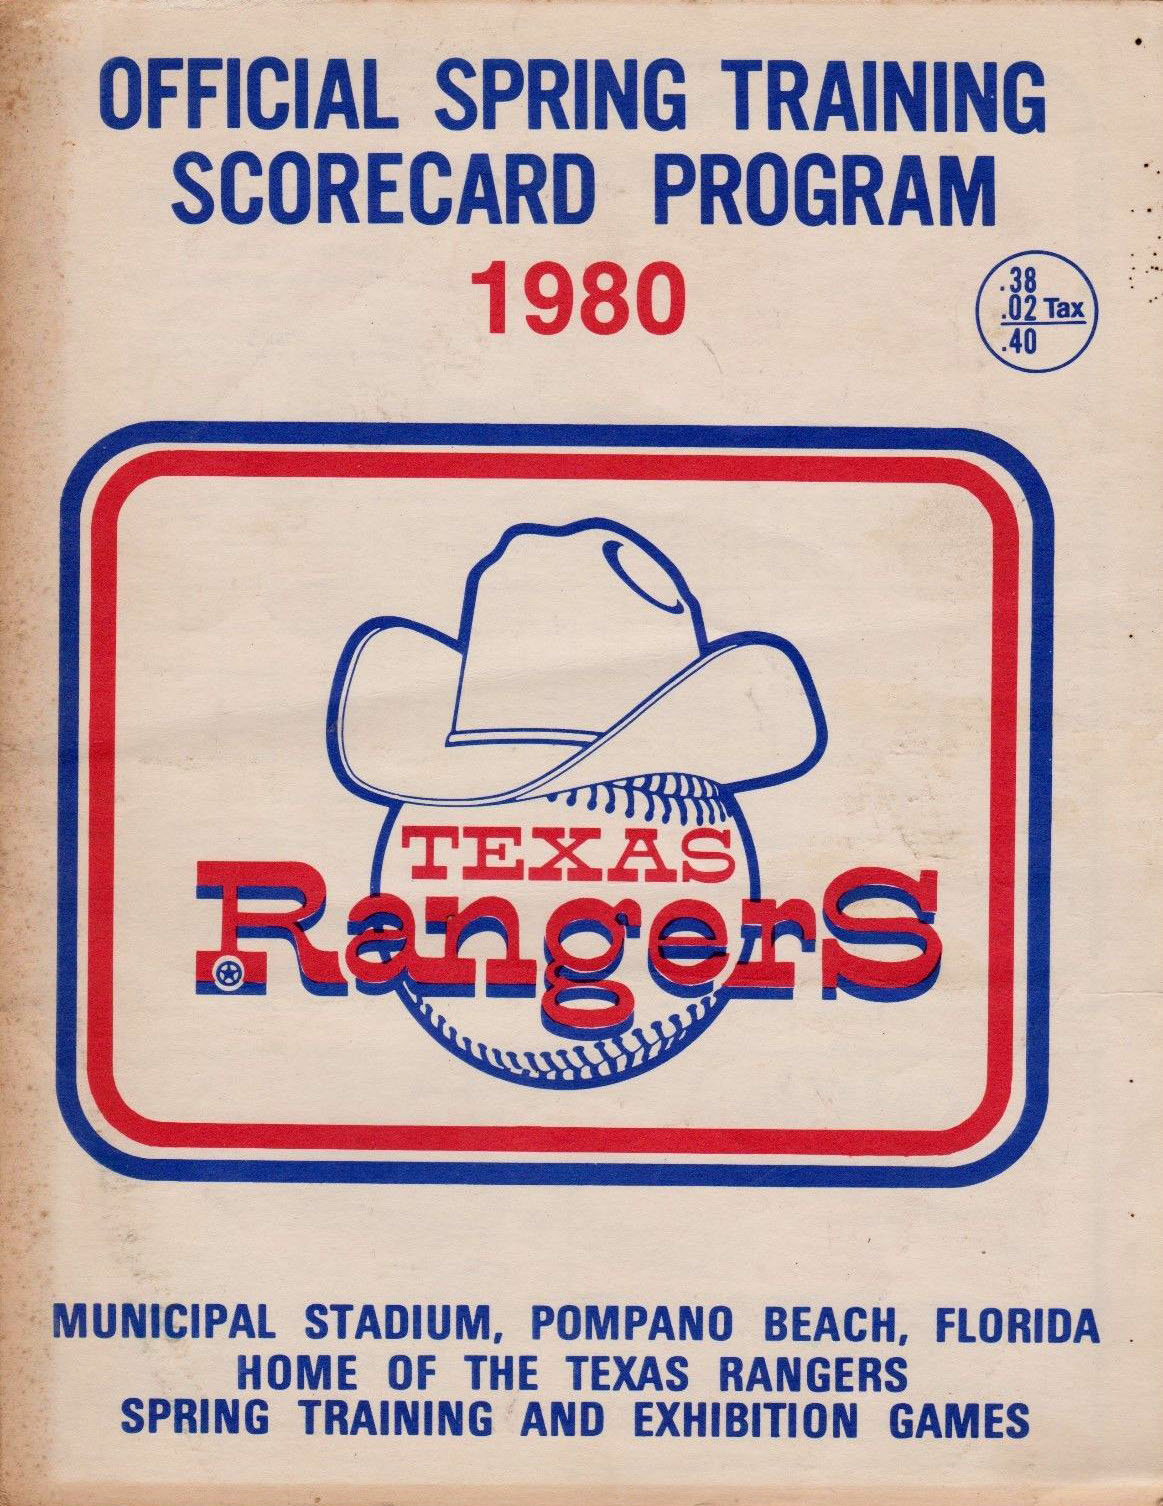 OFFICIAL SPRING TRAINING
SCORECARD PROGRAM
1980
.38
.02 Tax
.40
TEXAS
Rangers
MUNICIPAL STADIUM, POMPANO BEACH, FLORIDA
HOME OF THE TEXAS RANGERS
SPRING TRAINING AND EXHIBITION GAMES